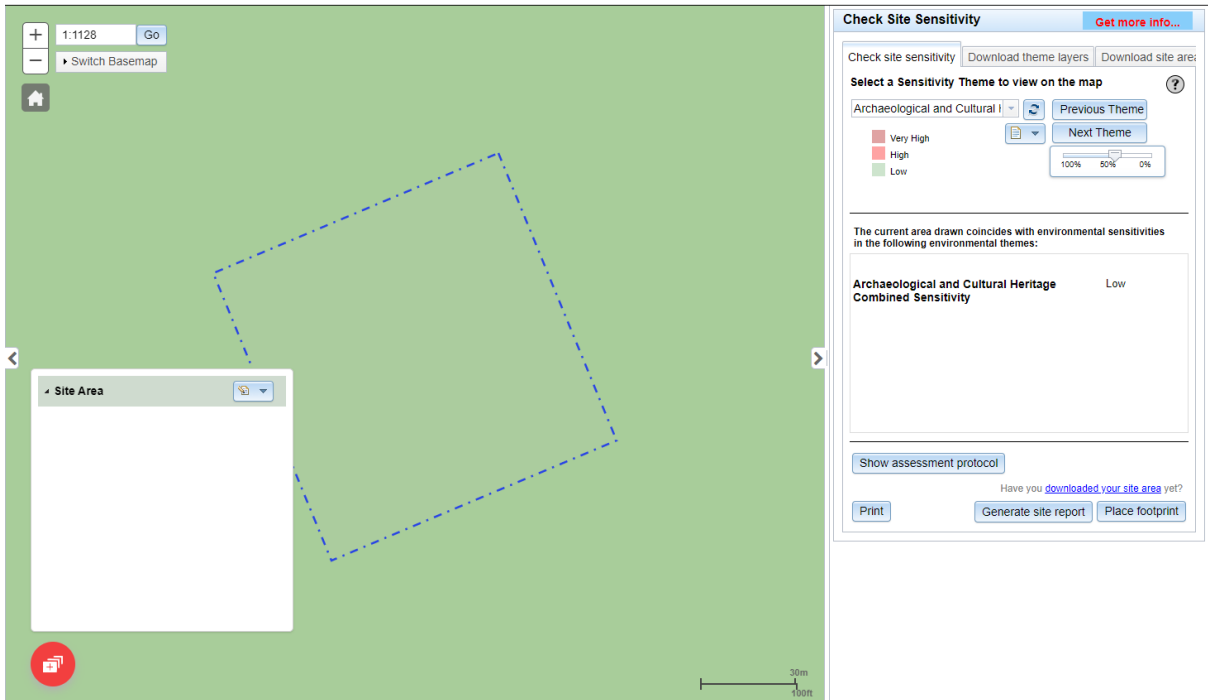 +
1:1128
Go
−
Switch Basemap
Site Area
30m
100ft
Check Site Sensitivity
Get more info...
Check site sensitivity
Download theme layers
Download site area
Select a Sensitivity Theme to view on the map
?
Archaeological and Cultural H
Previous Theme
Next Theme
Very High
High
Low
100% 50% 0%
The current area drawn coincides with environmental sensitivities
in the following environmental themes:
Archaeological and Cultural Heritage Low
Combined Sensitivity
Show assessment protocol
Have you downloaded your site area yet?
Print
Generate site report
Place footprint